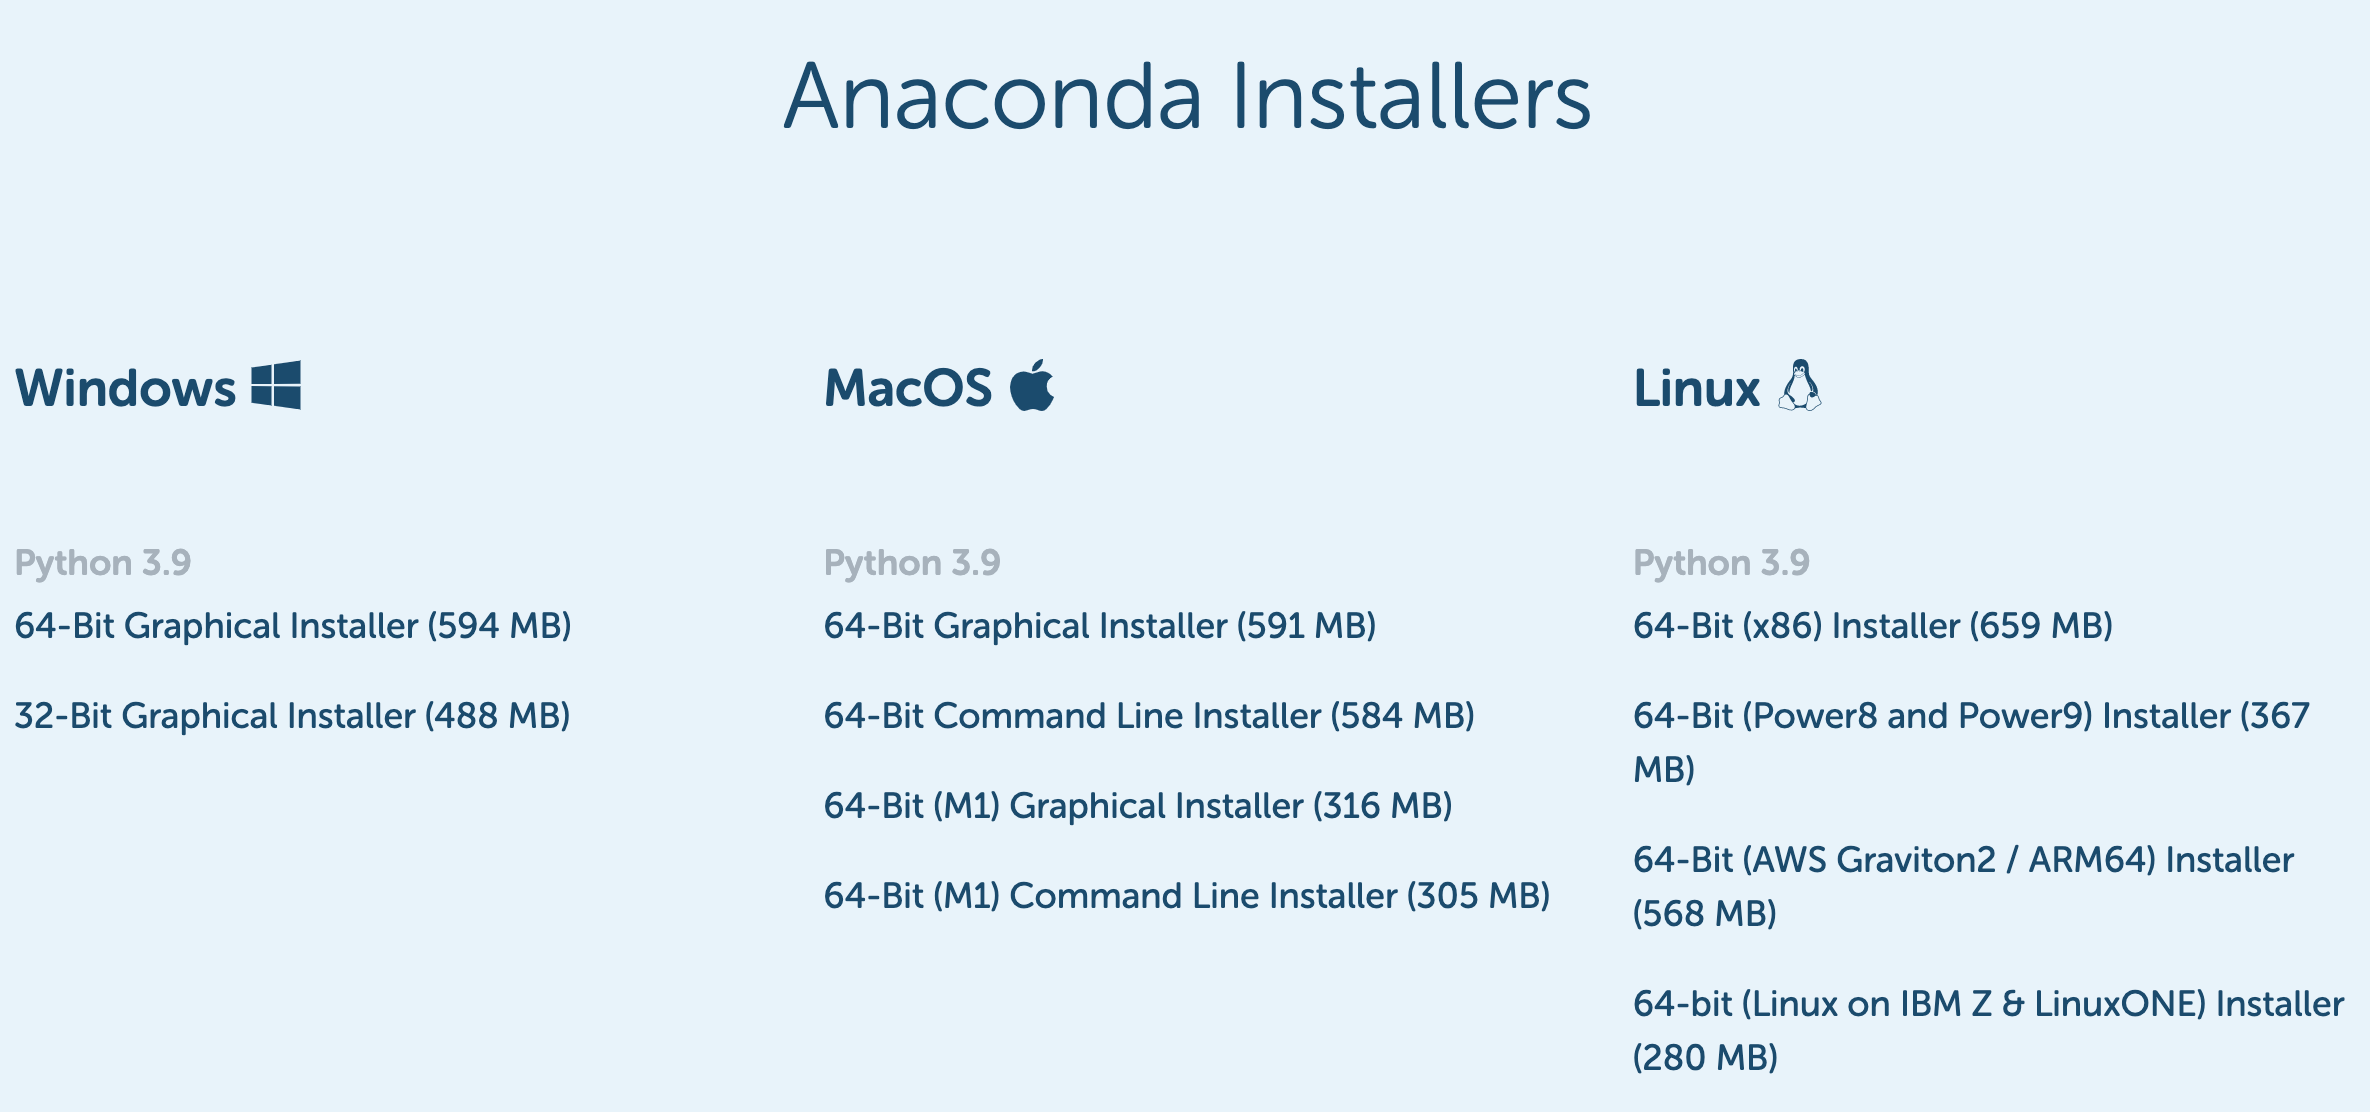 Anaconda Installers
Windows
Python 3.9
64-Bit Graphical Installer (594 MB)
32-Bit Graphical Installer (488 MB)
MacOS
Python 3.9
64-Bit Graphical Installer (591 MB)
64-Bit Command Line Installer (584 MB)
64-Bit (M1) Graphical Installer (316 MB)
64-Bit (M1) Command Line Installer (305 MB)
Linux
Python 3.9
64-Bit (x86) Installer (659 MB)
64-Bit (Power8 and Power9) Installer (367
MB)
64-Bit (AWS Graviton2 / ARM64) Installer
(568 MB)
64-bit (Linux on IBM Z & LinuxONE) Installer
(280 MB)